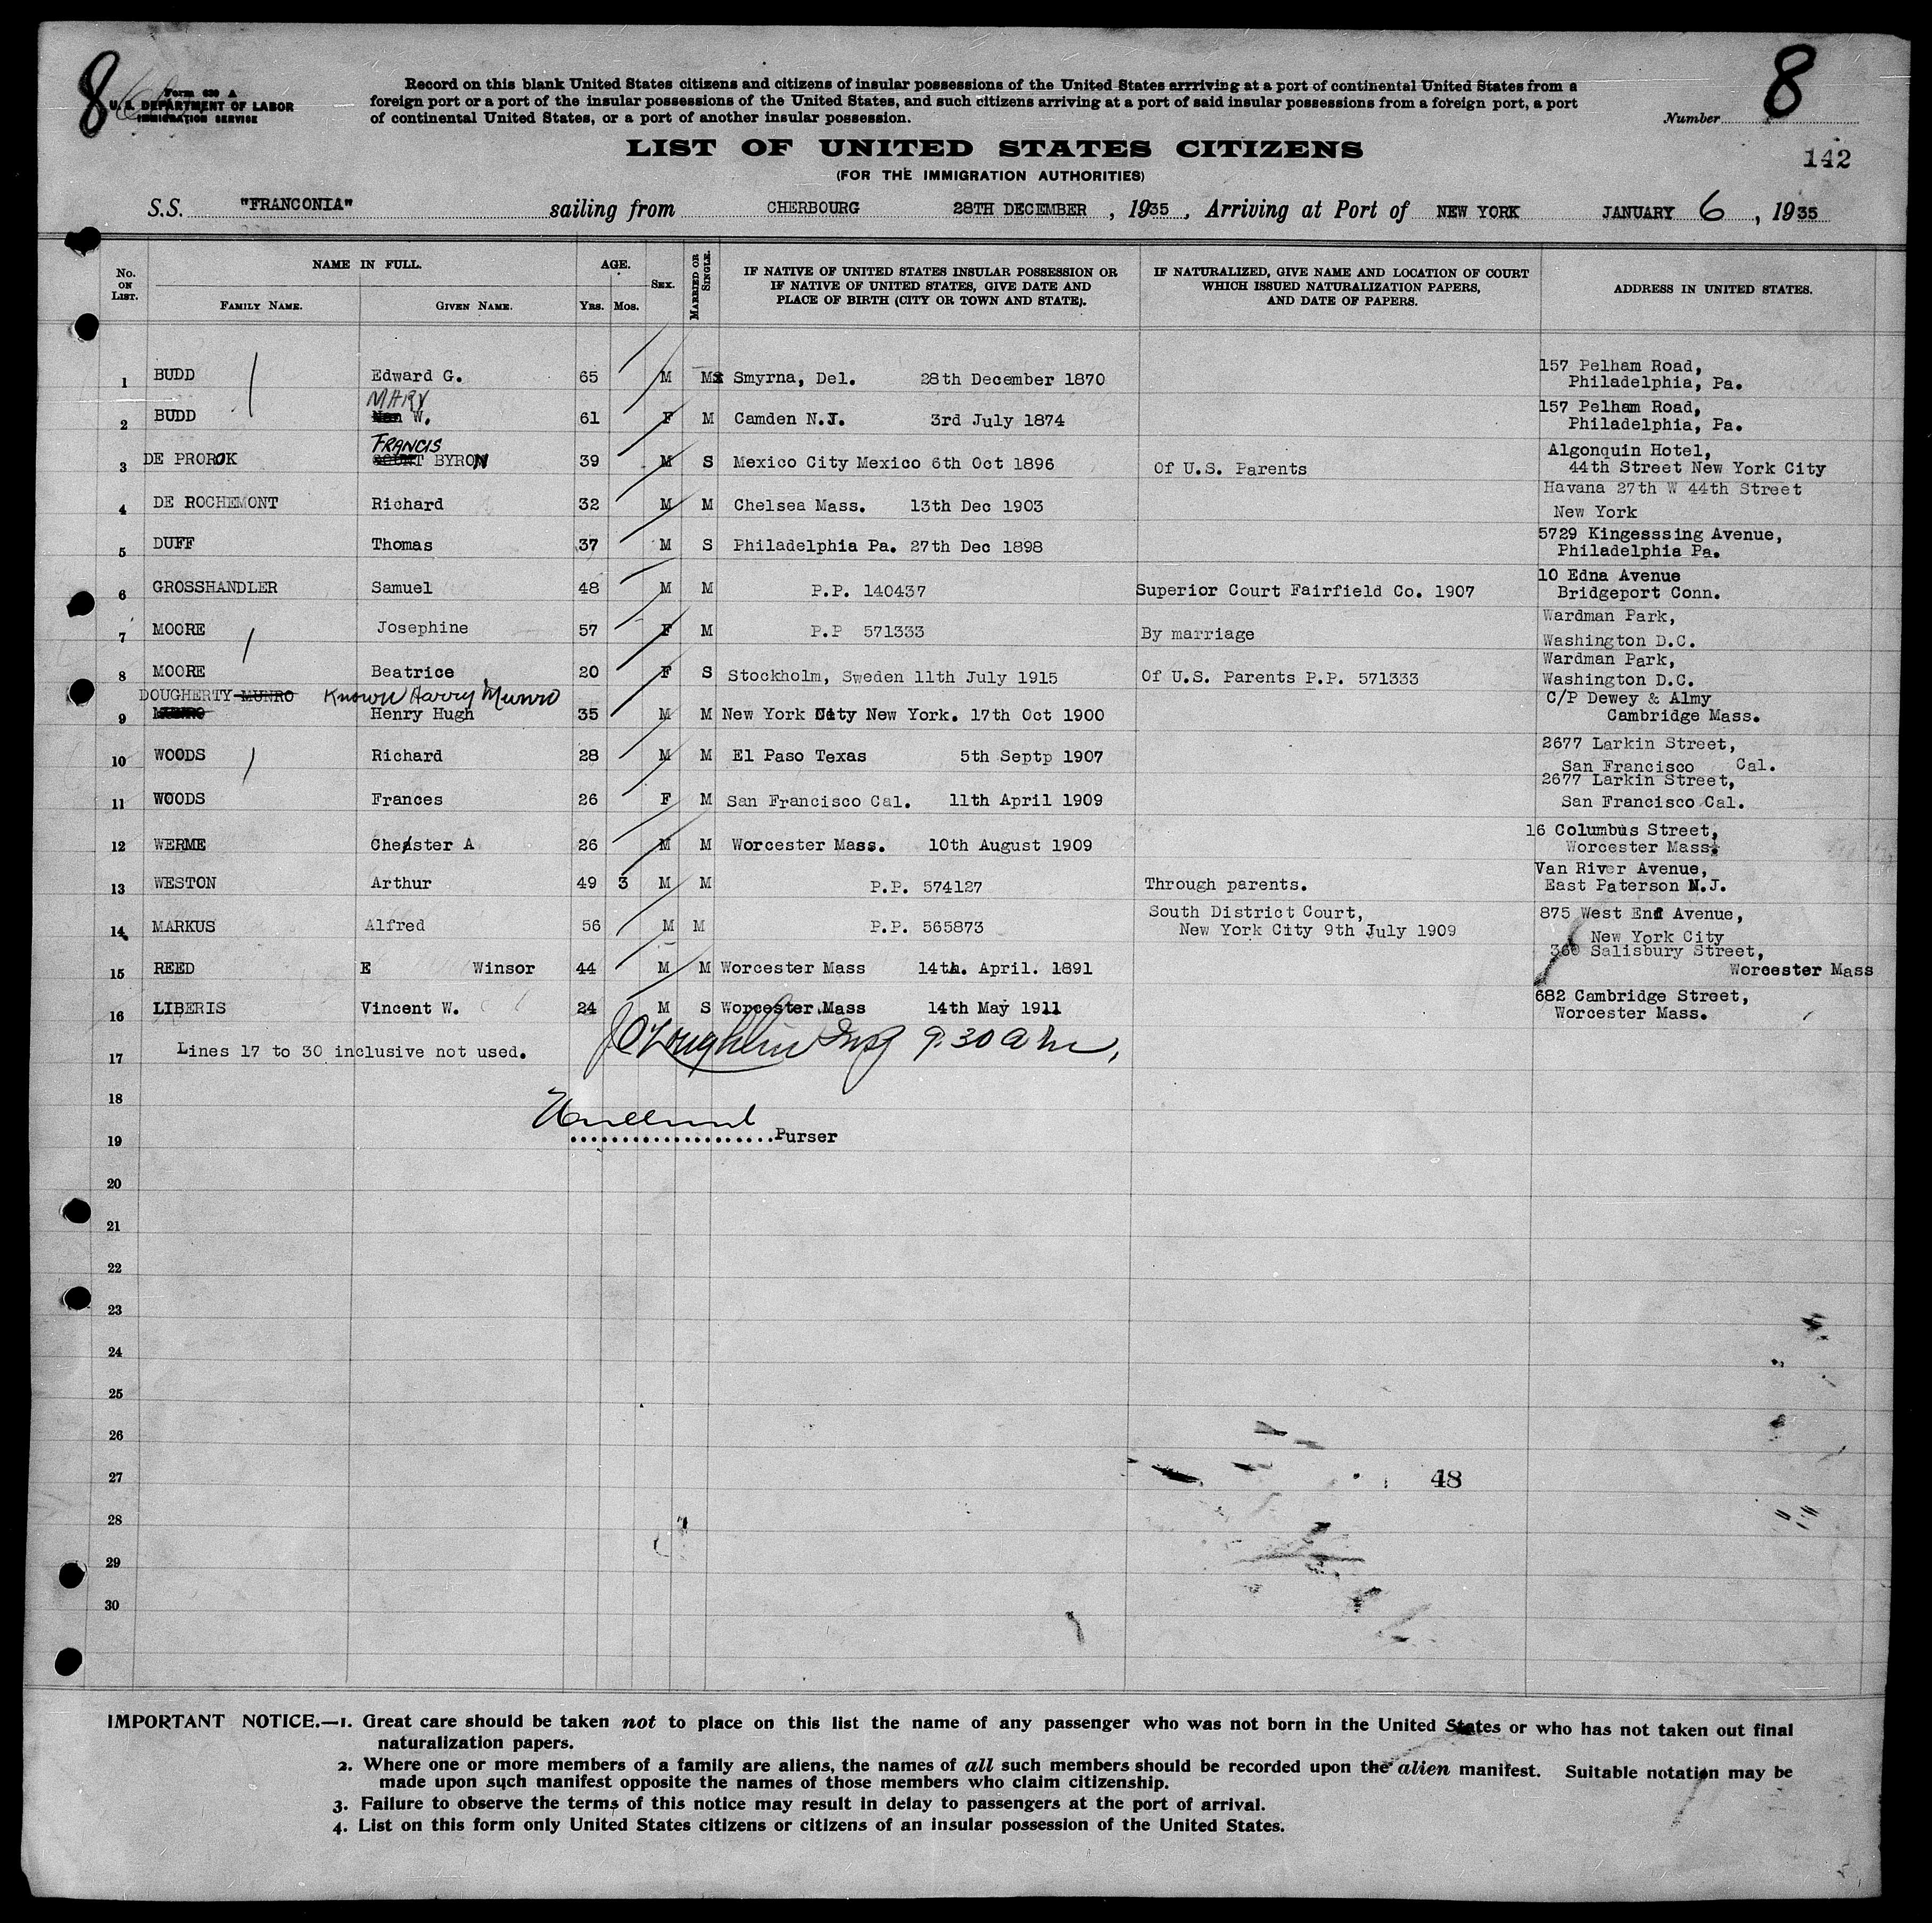 8
8
Form 630 A
U. S. DEPARTMENT OF LABOR
IMMIGRATION SERVICE
Record on this blank United States citizens and citizens of insular possessions of the United States arrriving at a port of continental United States from a
foreign port or a port of the insular possessions of the United States, and such citizens arriving at a port of said insular possessions from a foreign port, a port
of continental United States, or a port of another insular possession.
Number
LIST OF UNITED STATES CITIZENS
142
(FOR THE IMMIGRATION AUTHORITIES)
S.S. "FRANCONIA" sailing from CHERBOURG 28TH DECEMBER , 1935 , Arriving at Port of NEW YORK JANUARY 6 , 1935
No. ON LIST. NAME IN FULL. FAMILY NAME. GIVEN NAME. AGE. Yrs. Mos. SEX. MARRIED OR SINGLE. IF NATIVE OF UNITED STATES INSULAR POSSESSION OR IF NATIVE OF UNITED STATES, GIVE DATE AND PLACE OF BIRTH (CITY OR TOWN AND STATE). IF NATURALIZED, GIVE NAME AND LOCATION OF COURT WHICH ISSUED NATURALIZATION PAPERS, AND DATE OF PAPERS. ADDRESS IN UNITED STATES.
1 BUDD Edward G. 65 M M Smyrna, Del. 28th December 1870 157 Pelham Road,
Philadelphia, Pa.
MARY
2 BUDD Nan W. 61 F M Camden N.J. 3rd July 1874 157 Pelham Road,
Philadelphia, Pa.
FRANCIS
3 DE PROROK COUNT BYRON 39 M S Mexico City Mexico 6th Oct 1896 Of U.S. Parents Algonquin Hotel,
44th Street New York City
4 DE ROCHEMONT Richard 32 M M Chelsea Mass. 13th Dec 1903 Havana 27th W 44th Street
New York
5 DUFF Thomas 37 M S Philadelphia Pa. 27th Dec 1898 5729 Kingesssing Avenue,
Philadelphia Pa.
6 GROSSHANDLER Samuel 48 M M P.P. 140437 Superior Court Fairfield Co. 1907 10 Edna Avenue
Bridgeport Conn.
7 MOORE Josephine 57 F M P.P 571333 By marriage Wardman Park,
Washington D.C.
8 MOORE Beatrice 20 F S Stockholm, Sweden 11th July 1915 Of U.S. Parents P.P. 571333 Wardman Park,
Washington D.C.
DOUGHERTY MUNRO Known Harry Munro
9 MUNRO Henry Hugh 35 M M New York City New York. 17th Oct 1900 C/P Dewey & Almy
Cambridge Mass.
10 WOODS Richard 28 M M El Paso Texas 5th Septp 1907 2677 Larkin Street,
San Francisco Cal.
11 WOODS Frances 26 F M San Francisco Cal. 11th April 1909 2677 Larkin Street,
San Francisco Cal.
12 WERME Chester A 26 M M Worcester Mass. 10th August 1909 16 Columbus Street,
Worcester Mass.
13 WESTON Arthur 49 3 M M P.P. 574127 Through parents. Van River Avenue,
East Paterson N.J.
14 MARKUS Alfred 56 M M P.P. 565873 South District Court,
New York City 9th July 1909 875 West End Avenue,
New York City
15 REED E Winsor 44 M M Worcester Mass 14th. April. 1891 360 Salisbury Street,
Worcester Mass
16 LIBERIS Vincent W. 24 M S Worcester Mass 14th May 1911 682 Cambridge Street,
Worcester Mass.
17 Lines 17 to 30 inclusive not used. J O'Loughlin Insp 9.30 a m,
18
19 Purser
20
21
22
23
24
25
26
27 48
28
29
30
IMPORTANT NOTICE.—1. Great care should be taken not to place on this list the name of any passenger who was not born in the United States or who has not taken out final
naturalization papers.
2. Where one or more members of a family are aliens, the names of all such members should be recorded upon the alien manifest. Suitable notation may be
made upon such manifest opposite the names of those members who claim citizenship.
3. Failure to observe the terms of this notice may result in delay to passengers at the port of arrival.
4. List on this form only United States citizens or citizens of an insular possession of the United States.